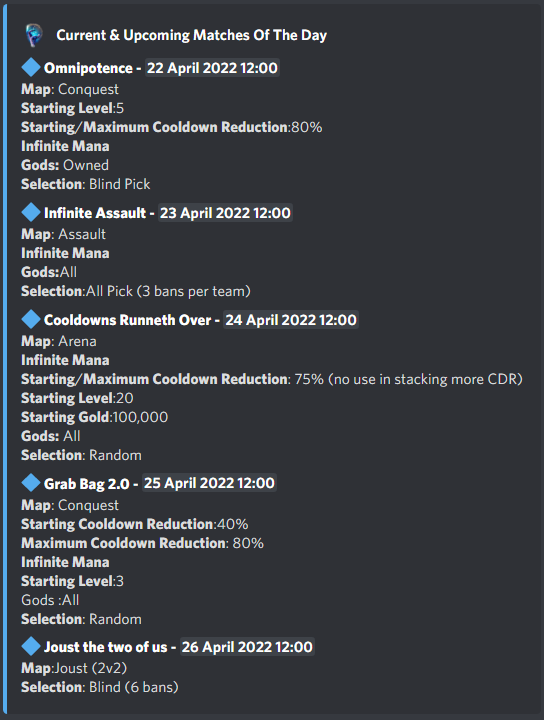 Current & Upcoming Matches Of The Day
Omnipotence - 22 April 2022 12:00
Map: Conquest
Starting Level:5
Starting/Maximum Cooldown Reduction:80%
Infinite Mana
Gods: Owned
Selection: Blind Pick
Infinite Assault - 23 April 2022 12:00
Map: Assault
Infinite Mana
Gods:All
Selection:All Pick (3 bans per team)
Cooldowns Runneth Over - 24 April 2022 12:00
Map: Arena
Infinite Mana
Starting/Maximum Cooldown Reduction: 75% (no use in stacking more CDR)
Starting Level:20
Starting Gold:100,000
Gods: All
Selection: Random
Grab Bag 2.0 - 25 April 2022 12:00
Map: Conquest
Starting Cooldown Reduction:40%
Maximum Cooldown Reduction: 80%
Infinite Mana
Starting Level:3
Gods :All
Selection: Random
Joust the two of us - 26 April 2022 12:00
Map:Joust (2v2)
Selection: Blind (6 bans)